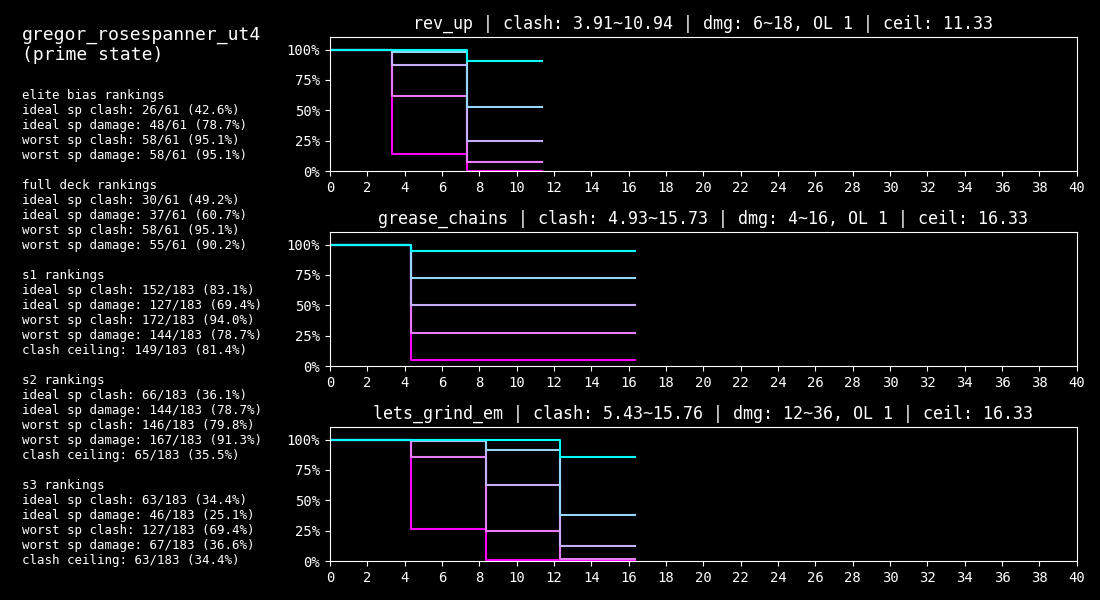 gregor_rosespanner_ut4
(prime state)
elite bias rankings
ideal sp clash: 26/61 (42.6%)
ideal sp damage: 48/61 (78.7%)
worst sp clash: 58/61 (95.1%)
worst sp damage: 58/61 (95.1%)
full deck rankings
ideal sp clash: 30/61 (49.2%)
ideal sp damage: 37/61 (60.7%)
worst sp clash: 58/61 (95.1%)
worst sp damage: 55/61 (90.2%)
s1 rankings
ideal sp clash: 152/183 (83.1%)
ideal sp damage: 127/183 (69.4%)
worst sp clash: 172/183 (94.0%)
worst sp damage: 144/183 (78.7%)
clash ceiling: 149/183 (81.4%)
s2 rankings
ideal sp clash: 66/183 (36.1%)
ideal sp damage: 144/183 (78.7%)
worst sp clash: 146/183 (79.8%)
worst sp damage: 167/183 (91.3%)
clash ceiling: 65/183 (35.5%)
s3 rankings
ideal sp clash: 63/183 (34.4%)
ideal sp damage: 46/183 (25.1%)
worst sp clash: 127/183 (69.4%)
worst sp damage: 67/183 (36.6%)
clash ceiling: 63/183 (34.4%)
rev_up | clash: 3.91~10.94 | dmg: 6~18, OL 1 | ceil: 11.33
100%
75%
50%
25%
0%
0 2 4 6 8 10 12 14 16 18 20 22 24 26 28 30 32 34 36 38 40
grease_chains | clash: 4.93~15.73 | dmg: 4~16, OL 1 | ceil: 16.33
100%
75%
50%
25%
0%
0 2 4 6 8 10 12 14 16 18 20 22 24 26 28 30 32 34 36 38 40
lets_grind_em | clash: 5.43~15.76 | dmg: 12~36, OL 1 | ceil: 16.33
100%
75%
50%
25%
0%
0 2 4 6 8 10 12 14 16 18 20 22 24 26 28 30 32 34 36 38 40